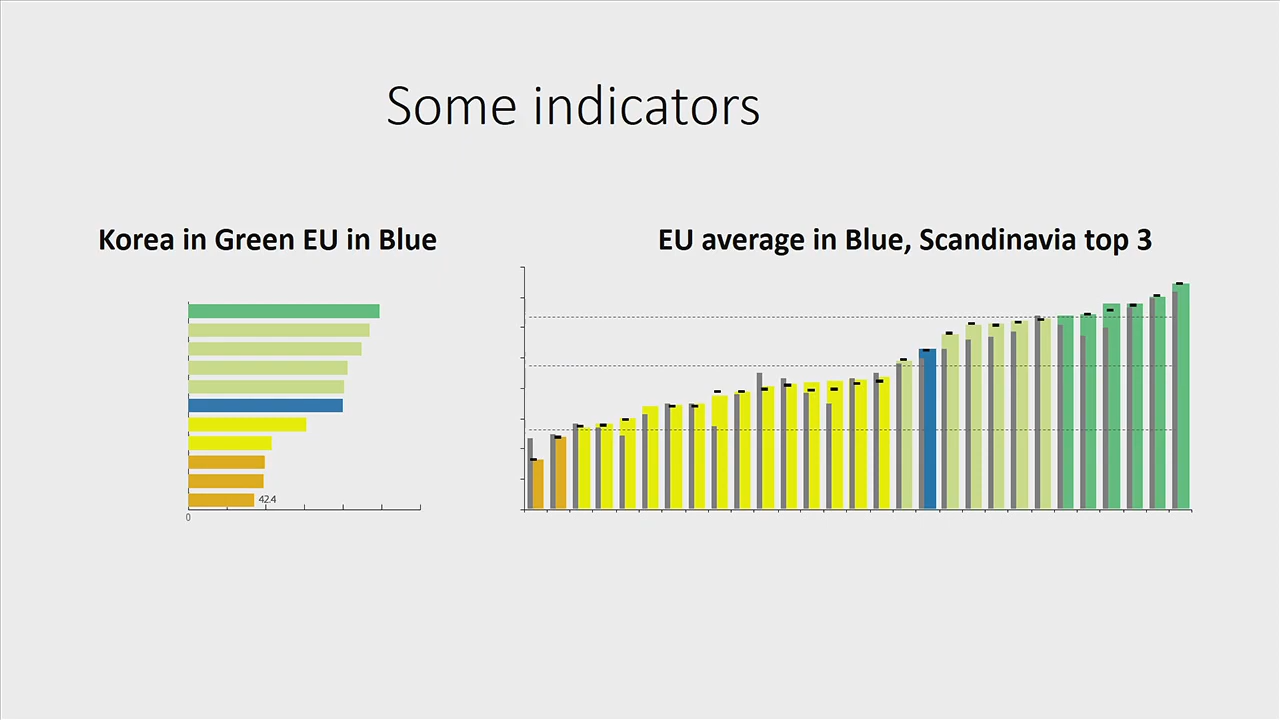 Some indicators
Korea in Green EU in Blue
EU average in Blue, Scandinavia top 3
42.4
0